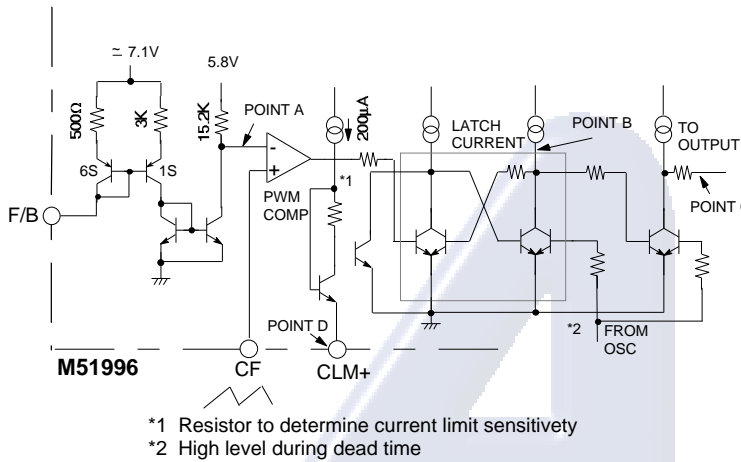 ≃ 7.1V
5.8V
500Ω
3K
15.2K
POINT A
200µA
LATCH
CURRENT
POINT B
TO
OUTPUT
6S
1S
-
+
*1
PWM
COMP
POINT
F/B
POINT D
*2
FROM
OSC
M51996
CF
CLM+
*1 Resistor to determine current limit sensitivety
*2 High level during dead time